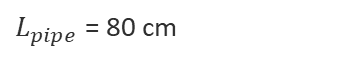 L_pipe = 80 cm